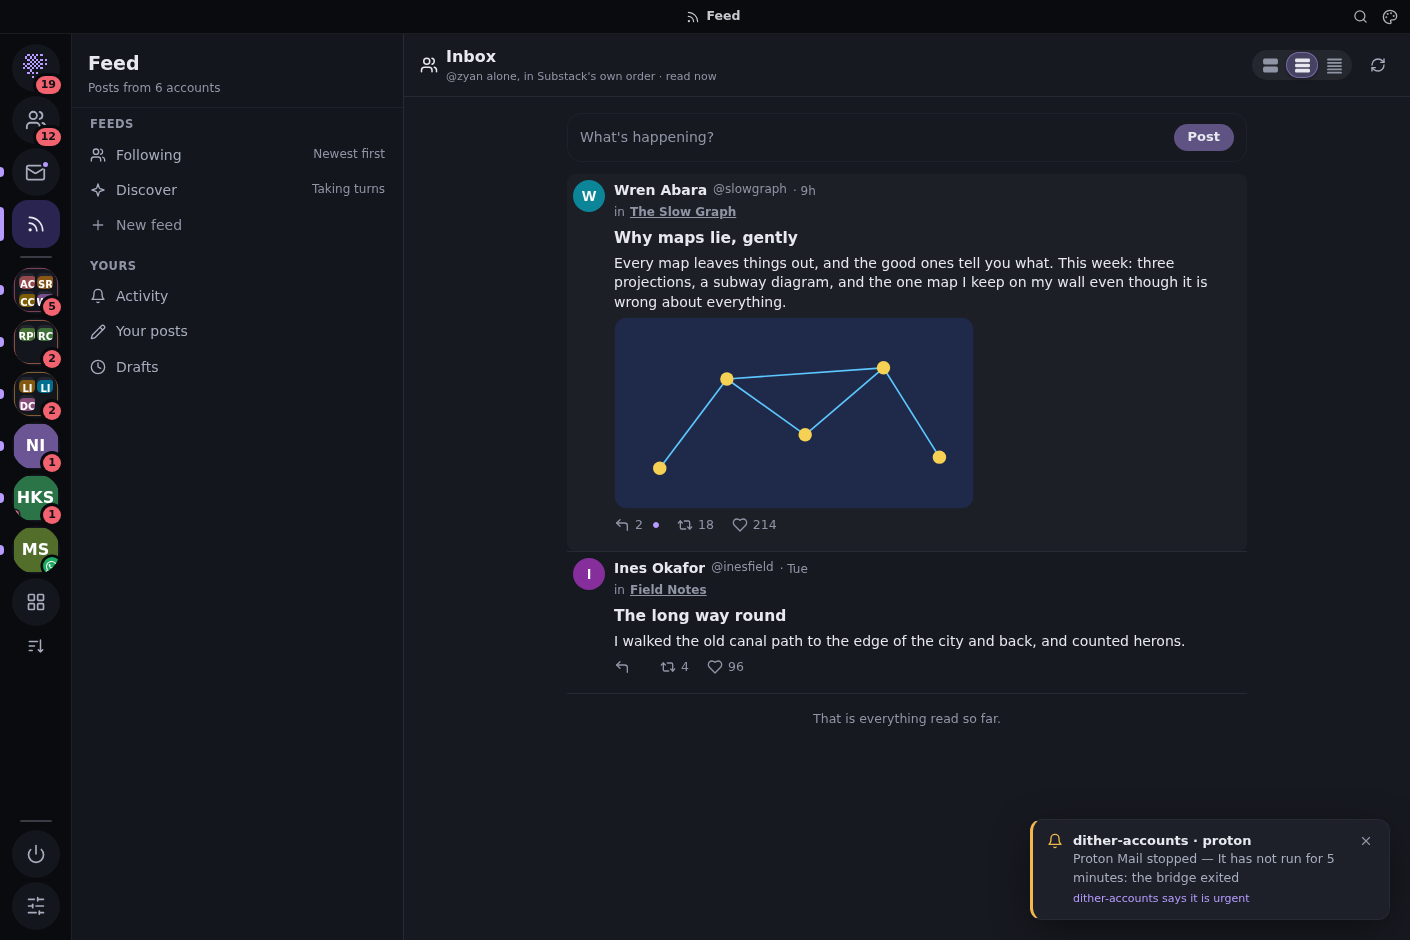 Feed
19
12
AC SR
CC
5
RP RC
2
LI LI
DC
2
NI
1
HKS
1
MS
Feed
Posts from 6 accounts
FEEDS
Following Newest first
Discover Taking turns
New feed
YOURS
Activity
Your posts
Drafts
Inbox
@zyan alone, in Substack's own order · read now
What's happening? Post
W
Wren Abara @slowgraph · 9h
in The Slow Graph
Why maps lie, gently
Every map leaves things out, and the good ones tell you what. This week: three
projections, a subway diagram, and the one map I keep on my wall even though it is
wrong about everything.
2 18 214
I
Ines Okafor @inesfield · Tue
in Field Notes
The long way round
I walked the old canal path to the edge of the city and back, and counted herons.
4 96
That is everything read so far.
dither-accounts · proton
Proton Mail stopped — It has not run for 5
minutes: the bridge exited
dither-accounts says it is urgent